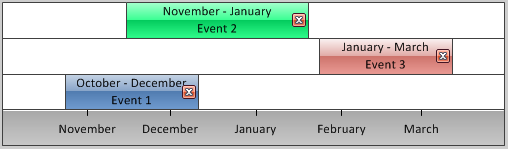 November - January
Event 2
January - March
Event 3
October - December
Event 1
November December January February March